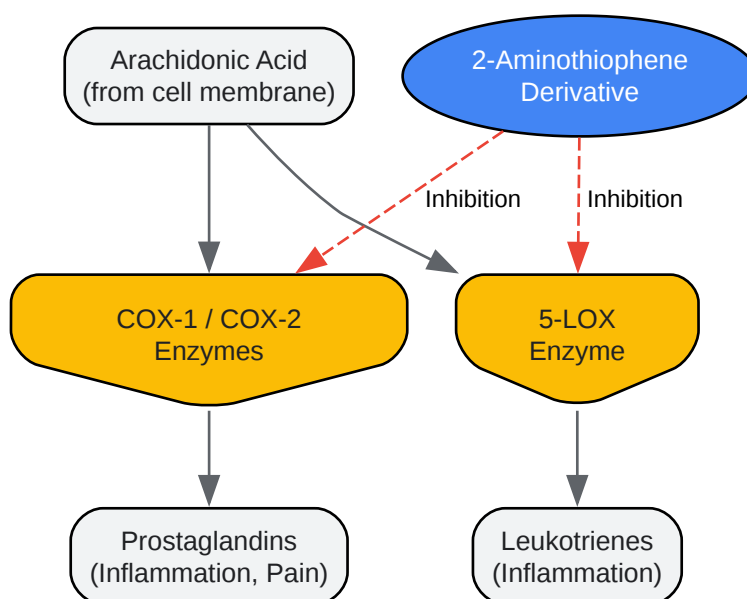 Arachidonic Acid
(from cell membrane)
2-Aminothiophene
Derivative
Inhibition
Inhibition
COX-1 / COX-2
Enzymes
5-LOX
Enzyme
Prostaglandins
(Inflammation, Pain)
Leukotrienes
(Inflammation)